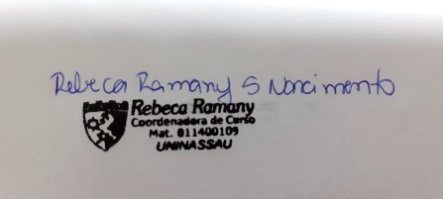 Rebeca Ramany S Nascimento
Rebeca Ramany
Coordenadora de Curso
Mat. 011400109
UNINASSAU